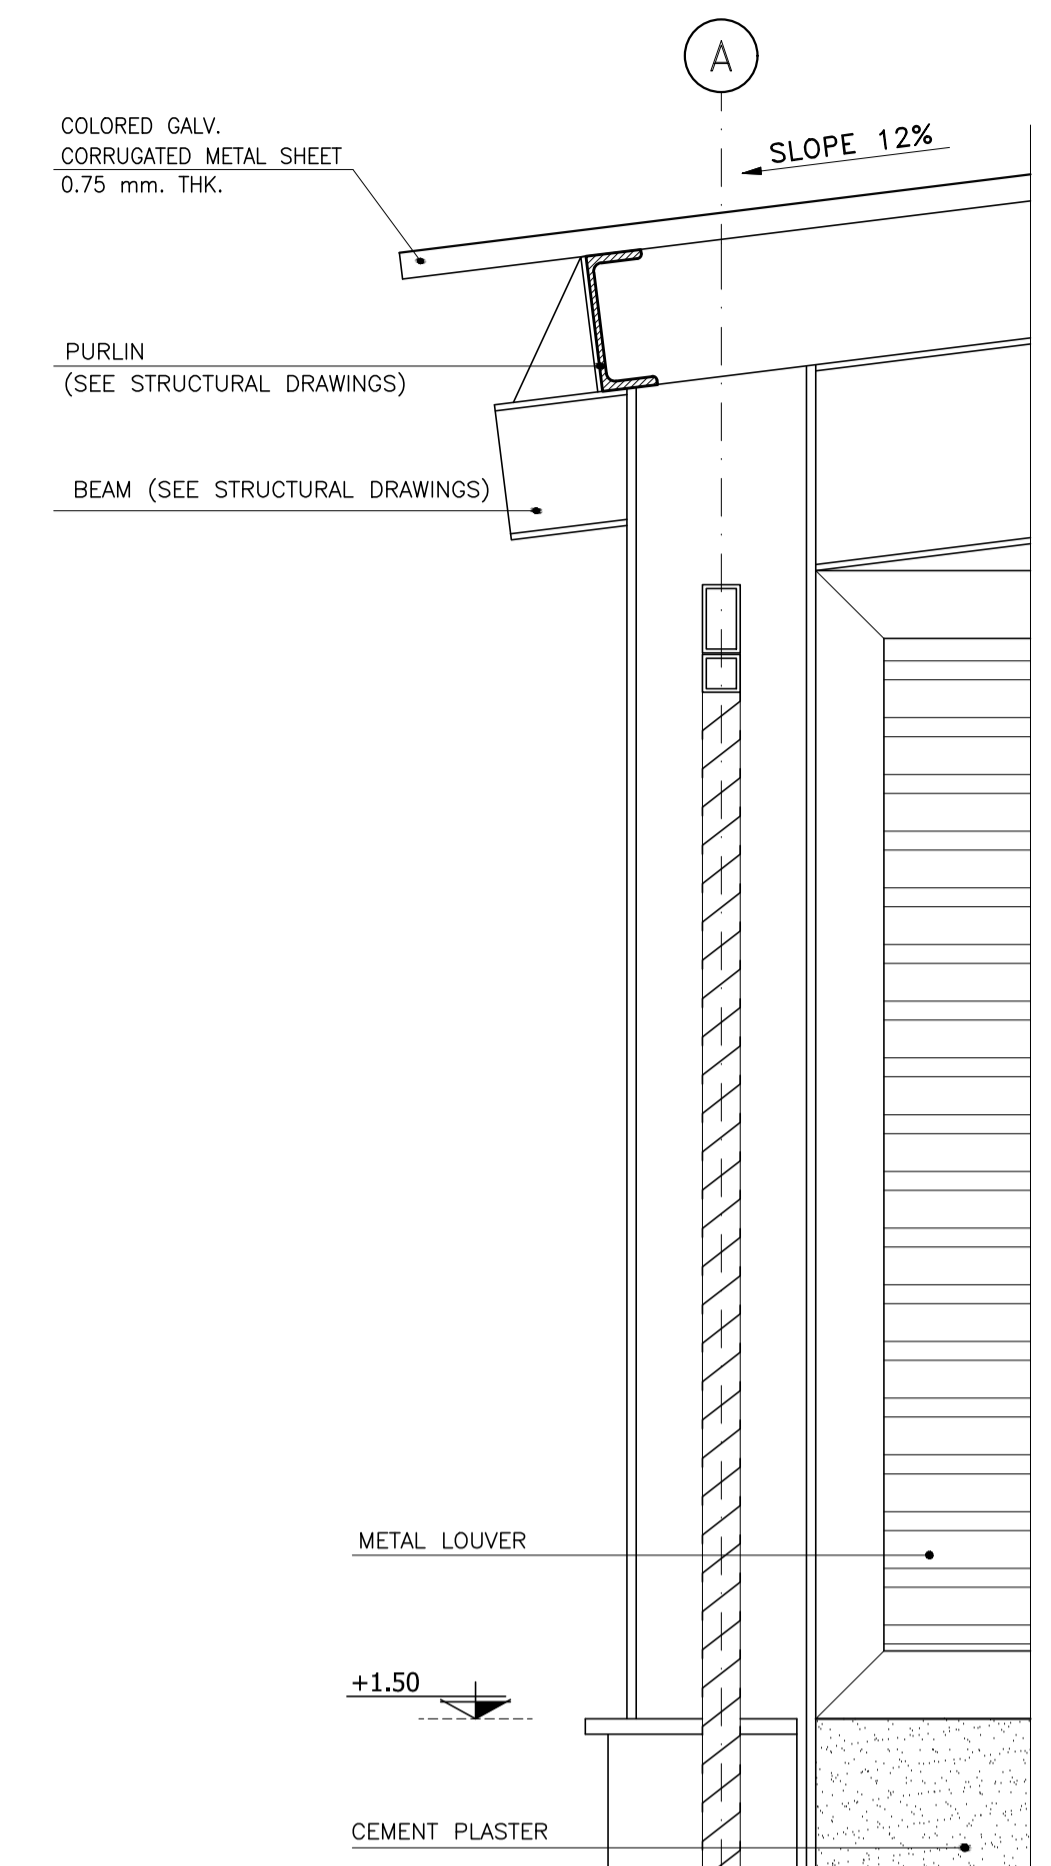 A
SLOPE 12%
COLORED GALV.
CORRUGATED METAL SHEET
0.75 mm. THK.
PURLIN
(SEE STRUCTURAL DRAWINGS)
BEAM (SEE STRUCTURAL DRAWINGS)
METAL LOUVER
+1.50
CEMENT PLASTER